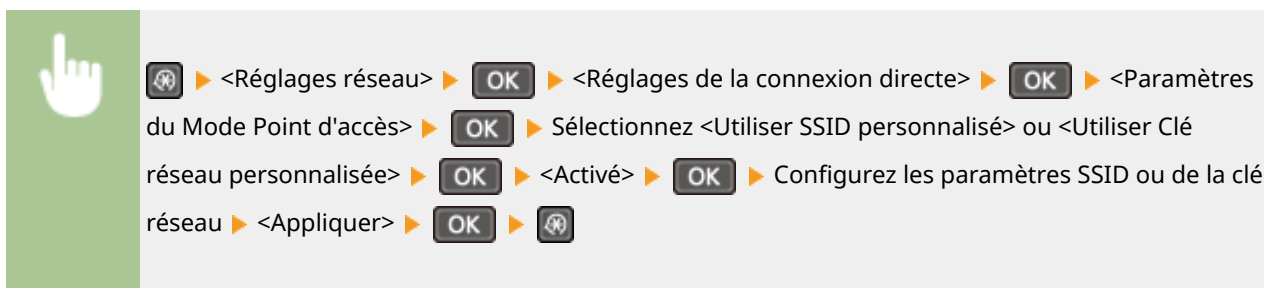 <Réglages réseau> OK <Réglages de la connexion directe> OK <Paramètres
du Mode Point d'accès> OK Sélectionnez <Utiliser SSID personnalisé> ou <Utiliser Clé
réseau personnalisée> OK <Activé> OK Configurez les paramètres SSID ou de la clé
réseau <Appliquer> OK